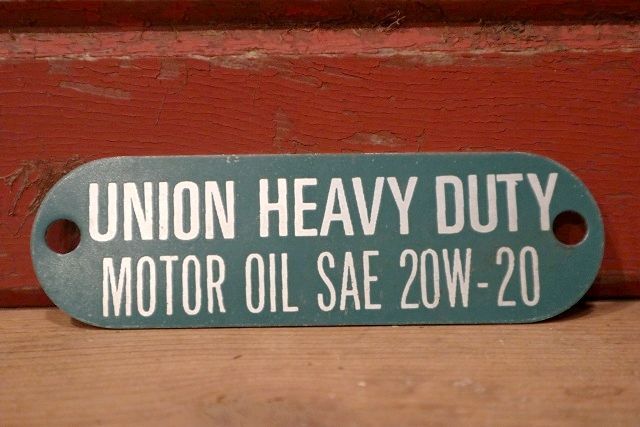 UNION HEAVY DUTY
MOTOR OIL SAE 20W-20